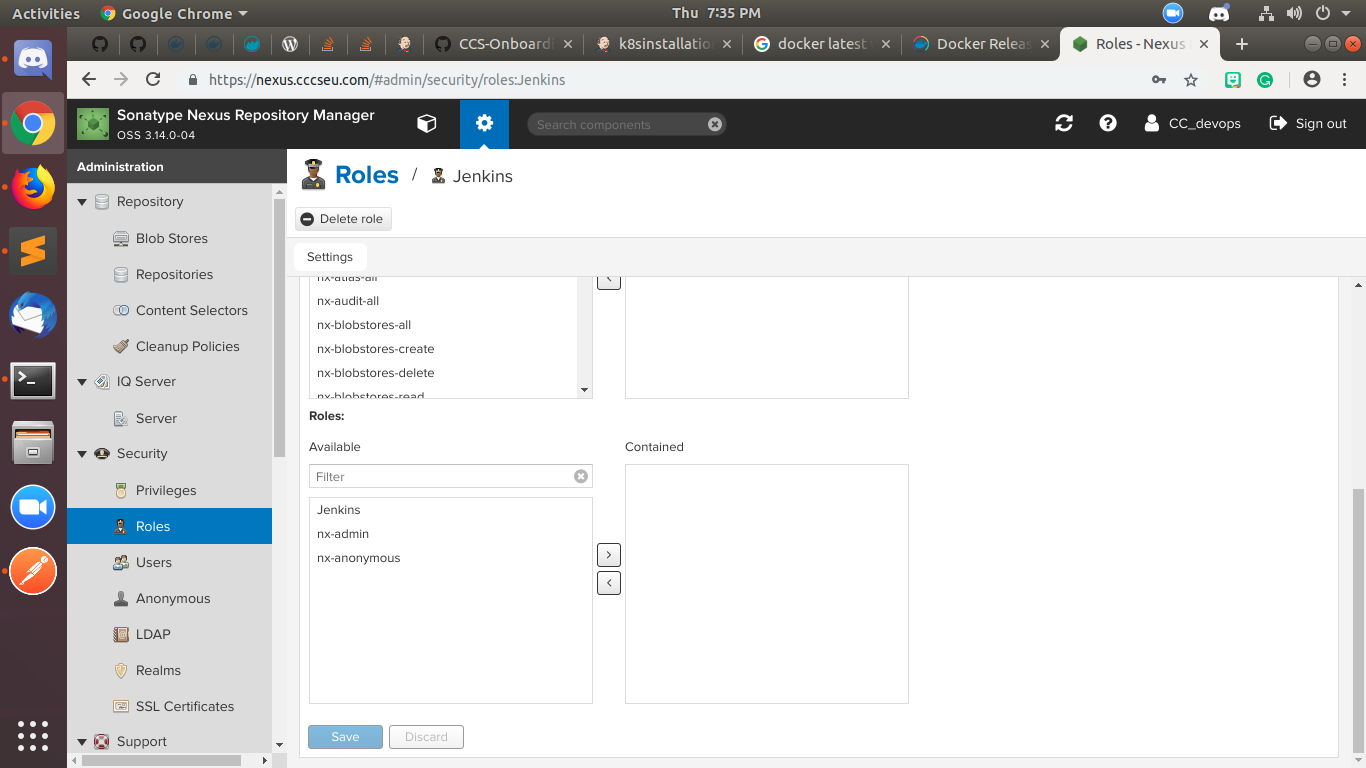 Activities
Google Chrome
Thu 7:35 PM
CCS-Onboard
k8sinstallation
docker latest
Docker Relea
Roles - Nexus
https://nexus.cccseu.com/#admin/security/roles:Jenkins
Sonatype Nexus Repository Manager
OSS 3.14.0-04
Search components
CC_devops
Sign out
Administration
Roles / Jenkins
Repository
Delete role
Blob Stores
Settings
Repositories
nx-atlas-all
nx-audit-all
Content Selectors
nx-blobstores-all
Cleanup Policies
nx-blobstores-create
IQ Server
nx-blobstores-delete
nx-blobstores-read
Server
Roles:
Security
Available
Contained
Filter
Privileges
Jenkins
Roles
nx-admin
nx-anonymous
Users
Anonymous
LDAP
Realms
SSL Certificates
Save
Discard
Support